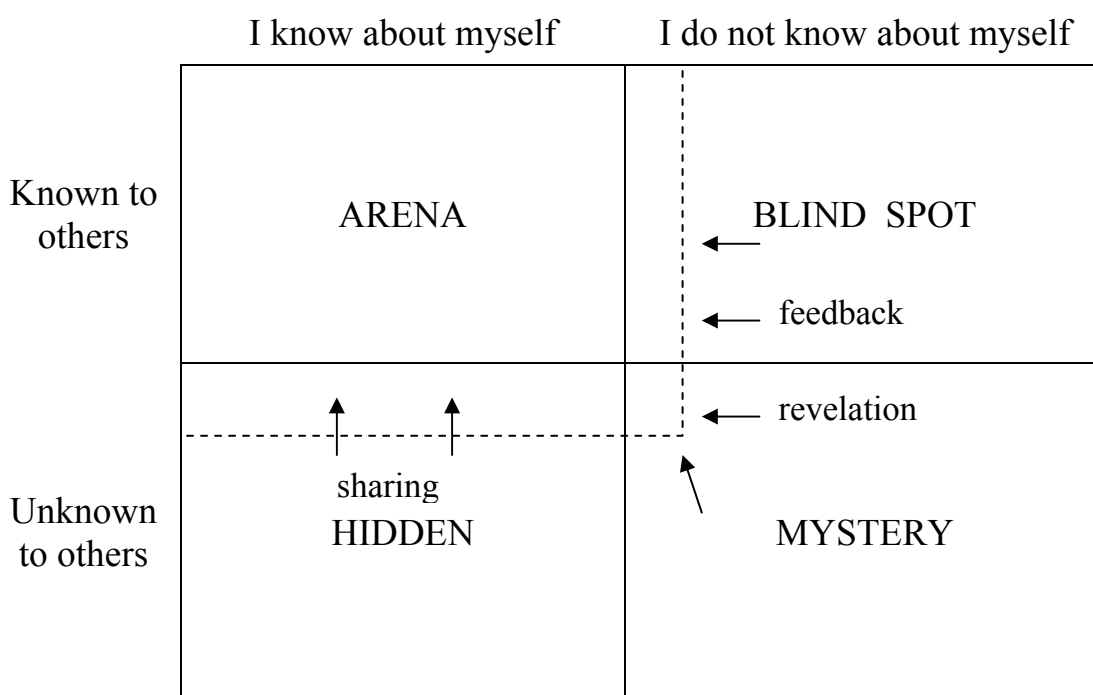 I know about myself
I do not know about myself
Known to
others
ARENA
BLIND SPOT
feedback
revelation
sharing
Unknown
to others
HIDDEN
MYSTERY